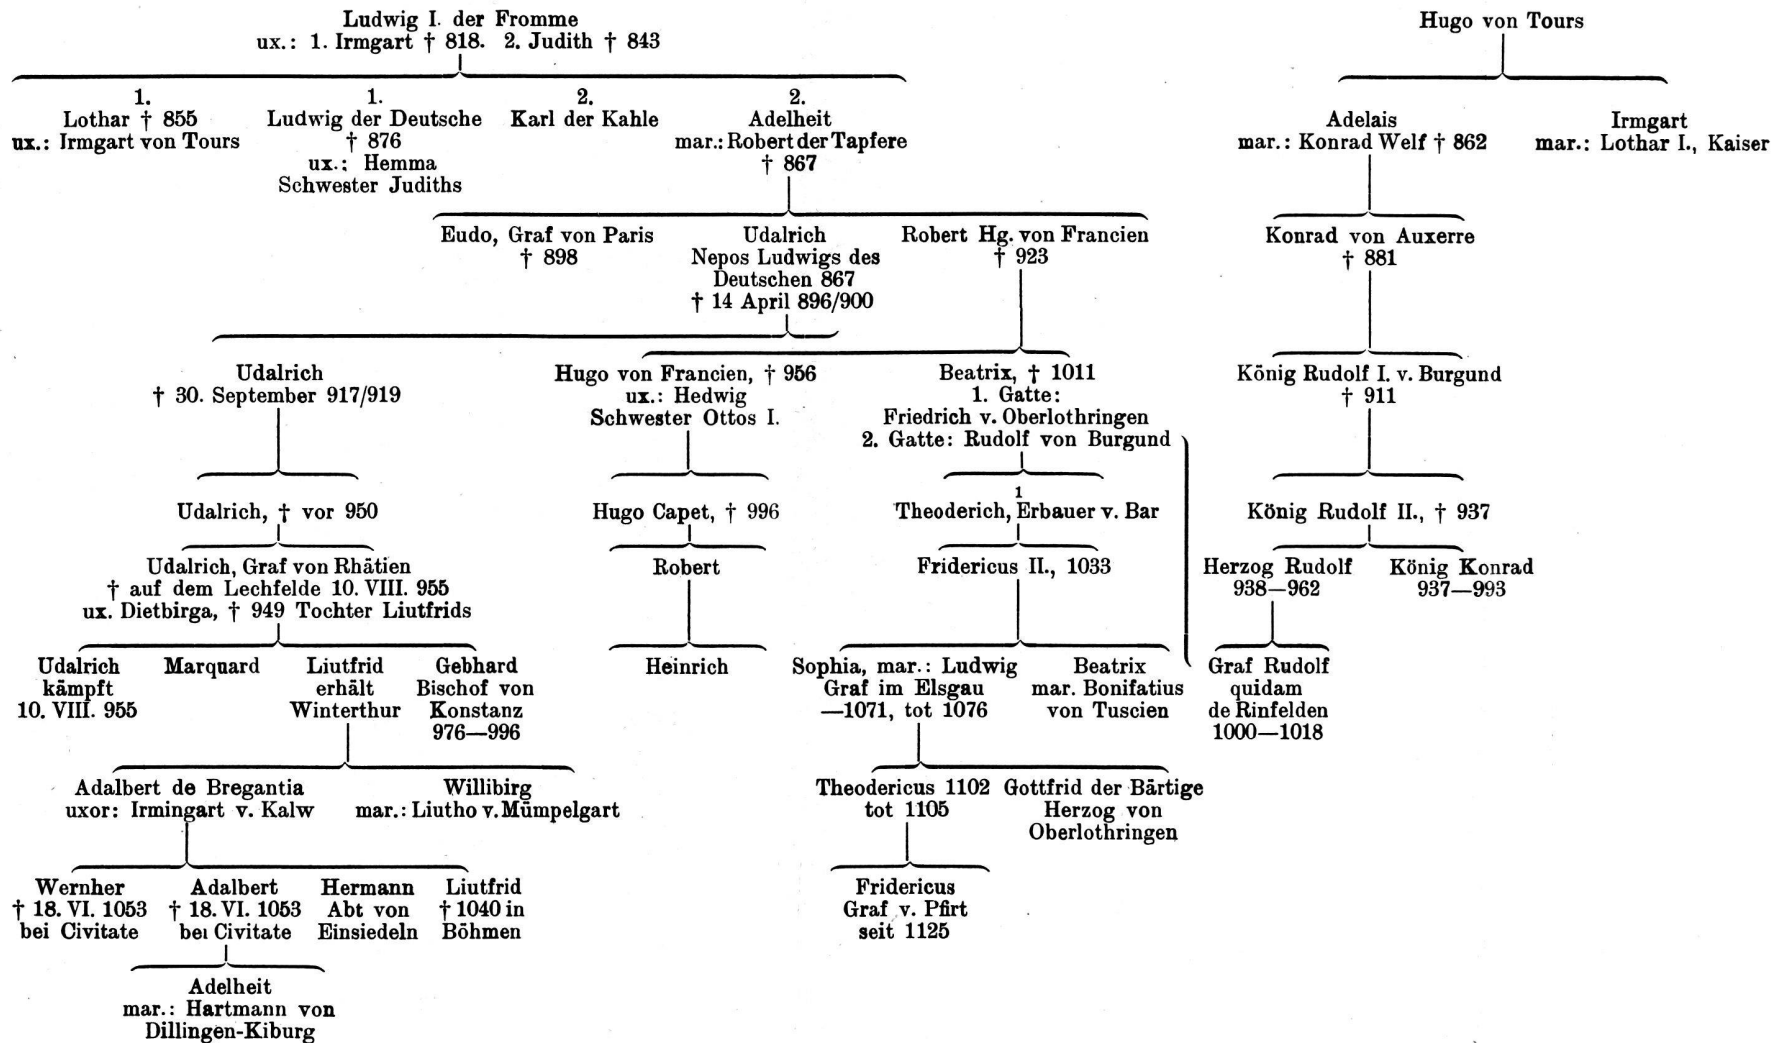 Ludwig I. der Fromme
ux.: 1. Irmgart † 818. 2. Judith † 843
Hugo von Tours
1.
Lothar † 855
ux.: Irmgart von Tours
1.
Ludwig der Deutsche
† 876
ux.: Hemma
Schwester Judiths
2.
Karl der Kahle
2.
Adelheit
mar.: Robert der Tapfere
† 867
Adelais
mar.: Konrad Welf † 862
Irmgart
mar.: Lothar I., Kaiser
Eudo, Graf von Paris
† 898
Udalrich
Nepos Ludwigs des
Deutschen 867
† 14 April 896/900
Robert Hg. von Francien
† 923
Konrad von Auxerre
† 881
Udalrich
† 30. September 917/919
Hugo von Francien, † 956
ux.: Hedwig
Schwester Ottos I.
Beatrix, † 1011
1. Gatte:
Friedrich v. Oberlothringen
2. Gatte: Rudolf von Burgund
König Rudolf I. v. Burgund
† 911
Udalrich, † vor 950
Hugo Capet, † 996
1
Theoderich, Erbauer v. Bar
König Rudolf II., † 937
Udalrich, Graf von Rhätien
† auf dem Lechfelde 10. VIII. 955
ux. Dietbirga, † 949 Tochter Liutfrids
Robert
Fridericus II., 1033
Herzog Rudolf
938—962
König Konrad
937—993
Udalrich
kämpft
10. VIII. 955
Marquard
Liutfrid
erhält
Winterthur
Gebhard
Bischof von
Konstanz
976—996
Heinrich
Sophia, mar.: Ludwig
Graf im Elsgau
—1071, tot 1076
Beatrix
mar. Bonifatius
von Tuscien
Graf Rudolf
quidam
de Rinfelden
1000—1018
Adalbert de Bregantia
uxor: Irmingart v. Kalw
Willibirg
mar.: Liutho v. Mümpelgart
Theodericus 1102
tot 1105
Gottfrid der Bärtige
Herzog von
Oberlothringen
Wernher
† 18. VI. 1053
bei Civitate
Adalbert
† 18. VI. 1053
bei Civitate
Hermann
Abt von
Einsiedeln
Liutfrid
† 1040 in
Böhmen
Fridericus
Graf v. Pfirt
seit 1125
Adelheit
mar.: Hartmann von
Dillingen-Kiburg